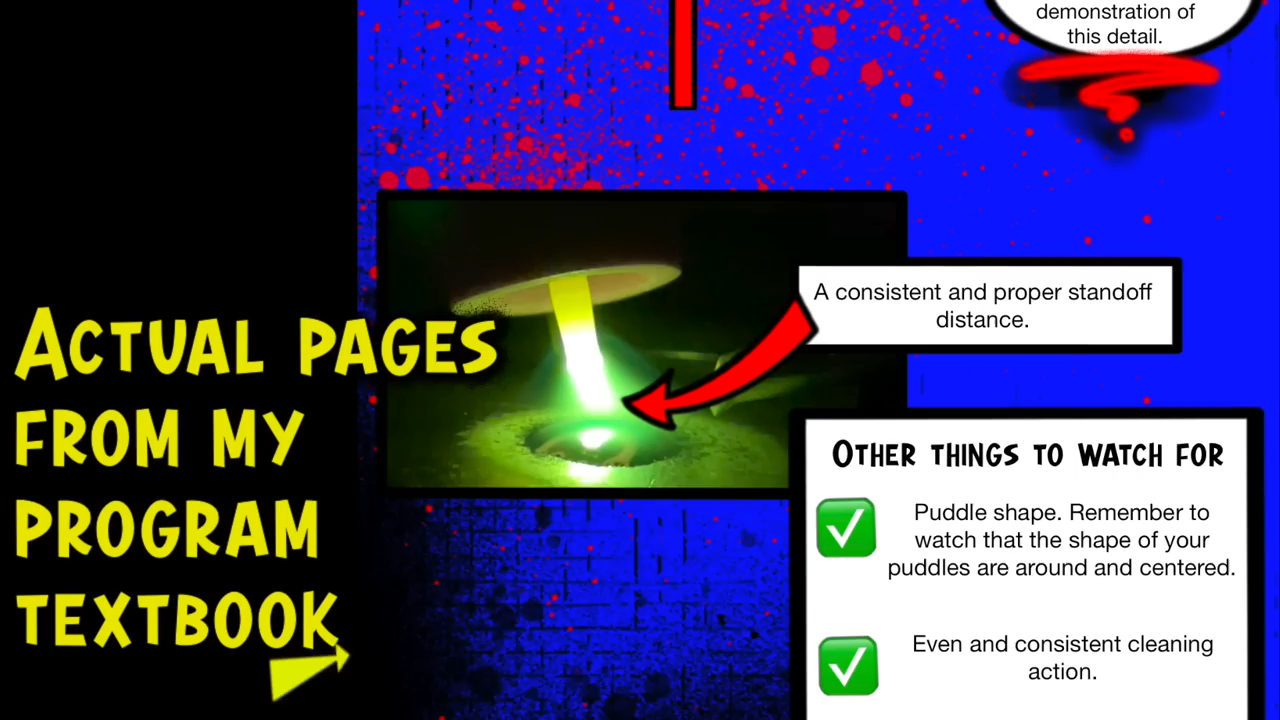 demonstration of
this detail.
A consistent and proper standoff
distance.
ACTUAL PAGES
FROM MY
PROGRAM
TEXTBOOK
OTHER THINGS TO WATCH FOR
Puddle shape. Remember to
watch that the shape of your
puddles are around and centered.
Even and consistent cleaning
action.